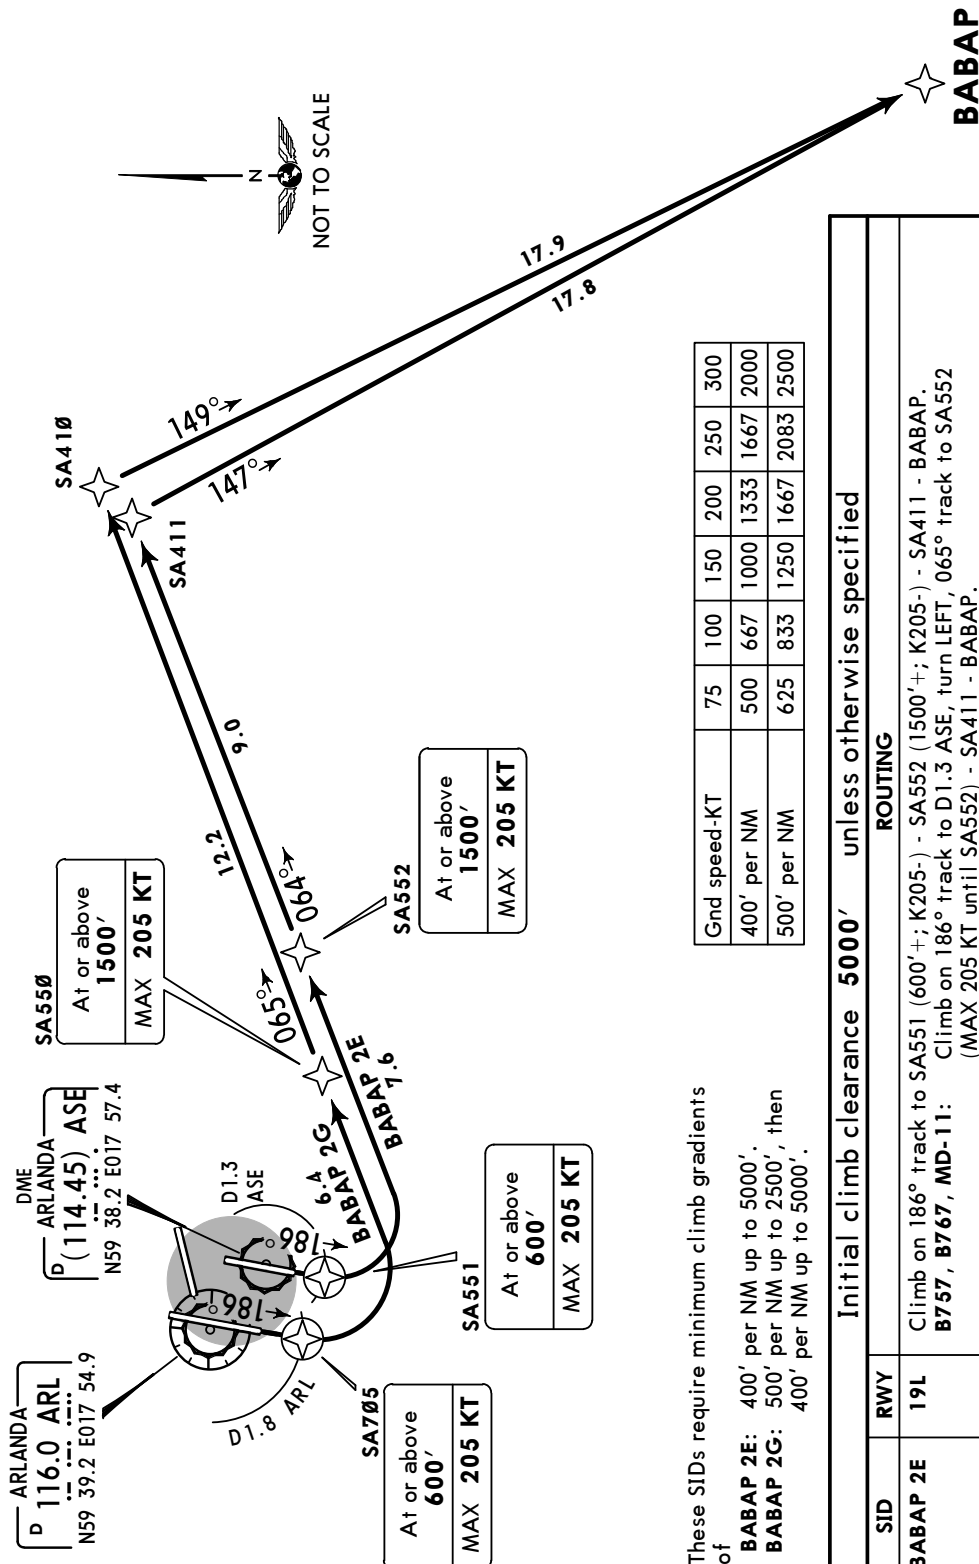 D
ARLANDA
116.0 ARL
N59 39.2 E017 54.9
DME
ARLANDA
D
(114.45) ASE
N59 38.2 E017 57.4
SA550
At or above
1500'
MAX 205 KT
D1.3
ASE
186°
186°
D1.8 ARL
SA705
At or above
600'
MAX 205 KT
SA551
At or above
600'
MAX 205 KT
6.4
BABAP 2G
BABAP 2E
7.6
065°
064°
SA552
At or above
1500'
MAX 205 KT
12.2
9.0
SA41Ø
SA411
149°
147°
17.9
17.8
BABAP
N
NOT TO SCALE
These SIDs require minimum climb gradients
of
BABAP 2E: 400' per NM up to 5000'.
BABAP 2G: 500' per NM up to 2500', then
400' per NM up to 5000'.
Gnd speed-KT 75 100 150 200 250 300
400' per NM 500 667 1000 1333 1667 2000
500' per NM 625 833 1250 1667 2083 2500
Initial climb clearance 5000' unless otherwise specified
SID RWY ROUTING
BABAP 2E 19L Climb on 186° track to SA551 (600'+; K205-) - SA552 (1500'+; K205-) - SA411 - BABAP.
B757, B767, MD-11: Climb on 186° track to D1.3 ASE, turn LEFT, 065° track to SA552
(MAX 205 KT until SA552) - SA411 - BABAP.